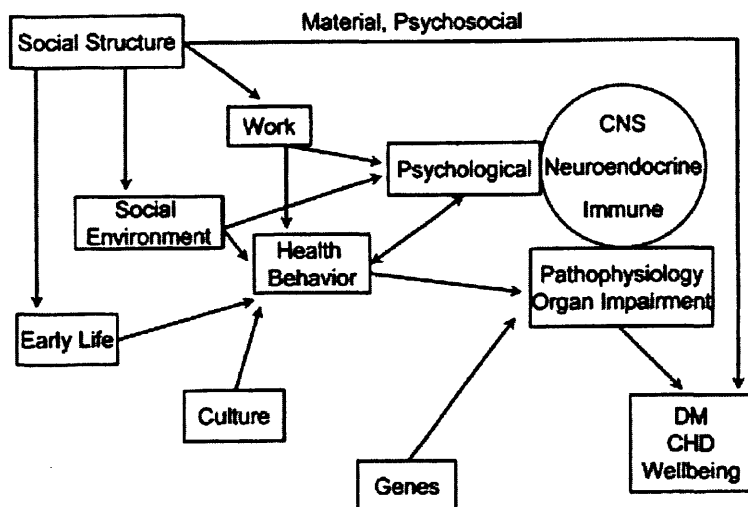 Material, Psychosocial
Social Structure
Work
CNS
Neuroendocrine
Immune
Psychological
Social
Environment
Health
Behavior
Pathophysiology
Organ Impairment
Early Life
Culture
Genes
DM
CHD
Wellbeing